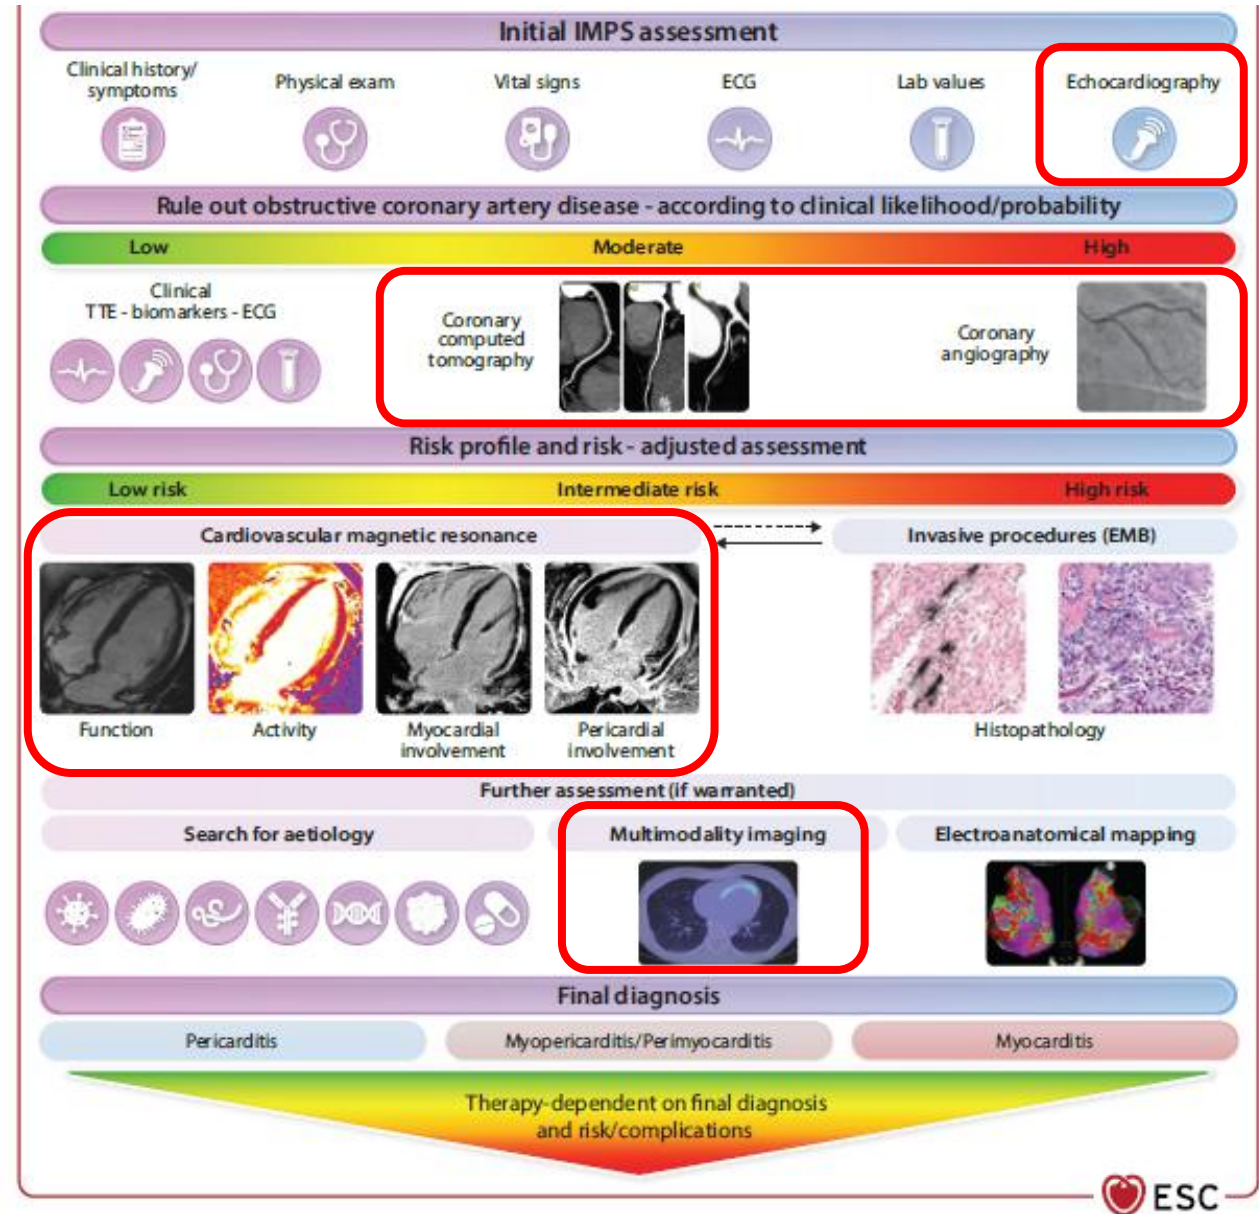 Initial IMPS assessment
Clinical history/
symptoms
Physical exam
Vital signs
ECG
Lab values
Echocardiography
Rule out obstructive coronary artery disease - according to clinical likelihood/probability
Low
Moderate
High
Clinical
TTE - biomarkers - ECG
Coronary
computed
tomography
Coronary
angiography
Risk profile and risk - adjusted assessment
Low risk
Intermediate risk
High risk
Cardiovascular magnetic resonance
Invasive procedures (EMB)
Function
Activity
Myocardial
involvement
Pericardial
involvement
Histopathology
Further assessment (if warranted)
Search for aetiology
Multimodality imaging
Electroanatomical mapping
Final diagnosis
Pericarditis
Myopericarditis/Perimyocarditis
Myocarditis
Therapy-dependent on final diagnosis
and risk/complications
ESC